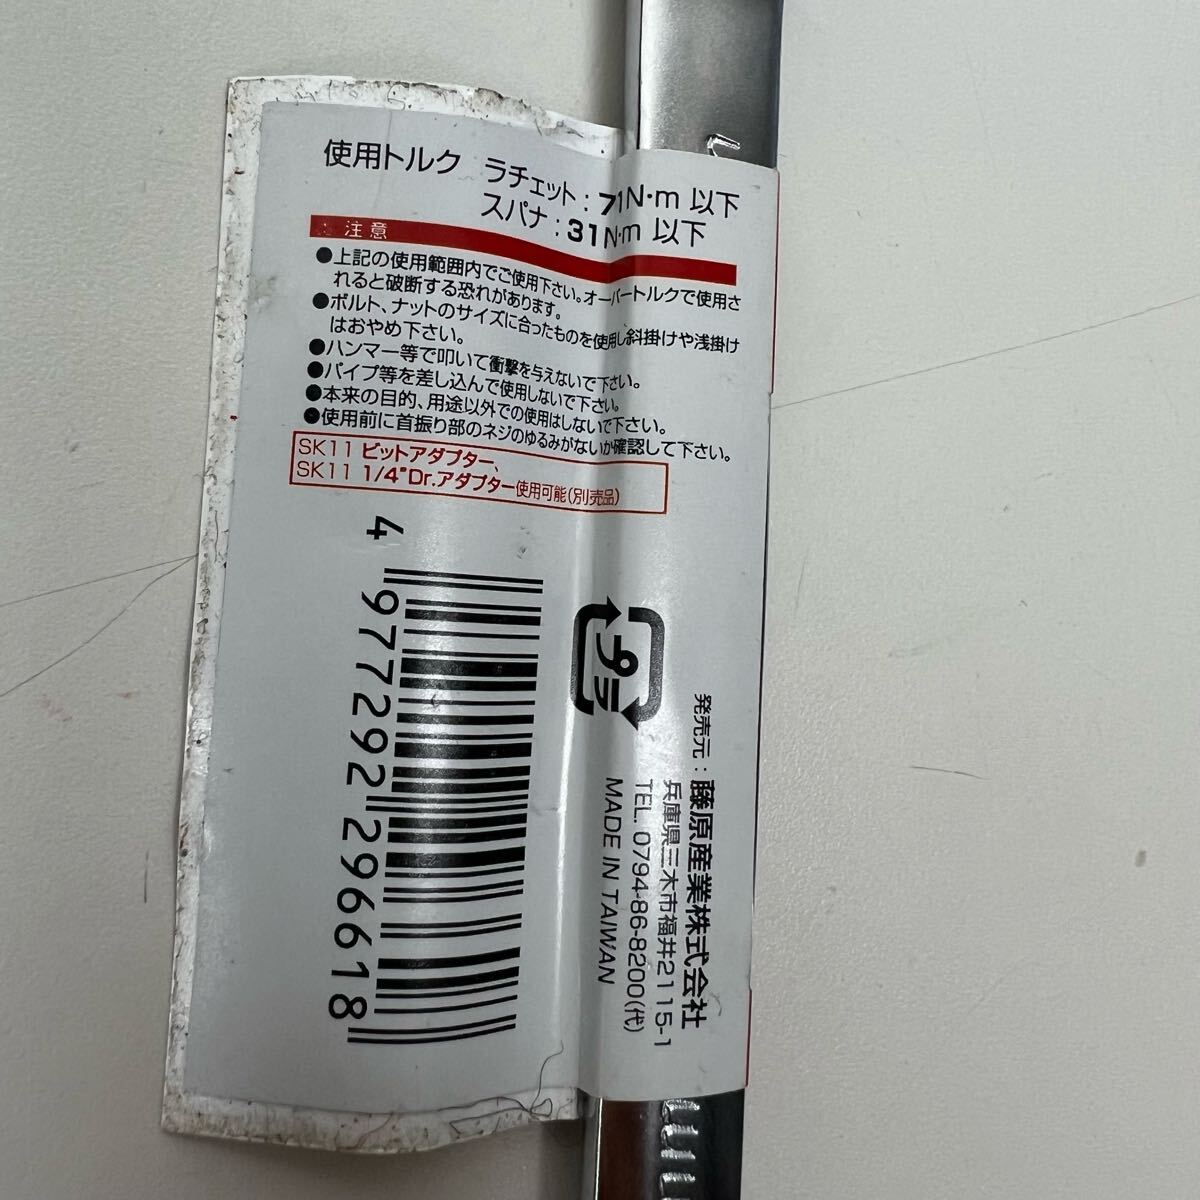 使用トルク ラチェット：71N･m 以下
スパナ：31N･m 以下
注意
●上記の使用範囲内でご使用下さい。オーバートルクで使用さ
れると破断する恐れがあります。
●ボルト、ナットのサイズに合ったものを使用し斜掛けや浅掛け
はおやめ下さい。
●ハンマー等で叩いて衝撃を与えないで下さい。
●パイプ等を差し込んで使用しないで下さい。
●本来の目的、用途以外での使用はしないで下さい。
●使用前に首振り部のネジのゆるみがないか確認して下さい。
SK11 ビットアダプター、
SK11 1/4"Dr.アダプター使用可能(別売品)
4 977292 296618
プラ
発売元：藤原産業株式会社
兵庫県三木市福井2115-1
TEL. 0794-86-8200(代)
MADE IN TAIWAN